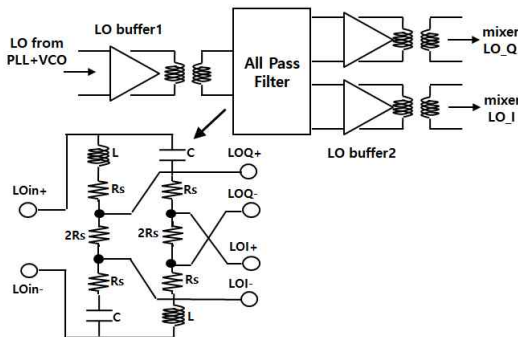 LO buffer1
LO from
PLL+VCO
All Pass
Filter
mixer
LO_Q
mixer
LO_I
LO buffer2
L
C
LOQ+
Rs
Rs
LOin+
LOQ-
2Rs
2Rs
LOI+
Rs
Rs
LOin-
LOI-
C
L